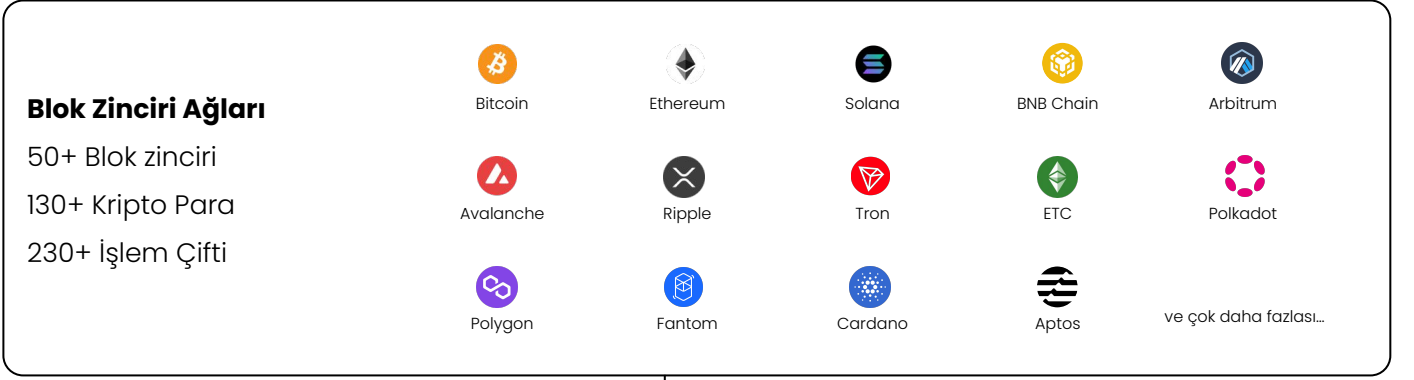 Blok Zinciri Ağları
50+ Blok zinciri
130+ Kripto Para
230+ İşlem Çifti
Bitcoin
Ethereum
Solana
BNB Chain
Arbitrum
Avalanche
Ripple
Tron
ETC
Polkadot
Polygon
Fantom
Cardano
Aptos
ve çok daha fazlası...